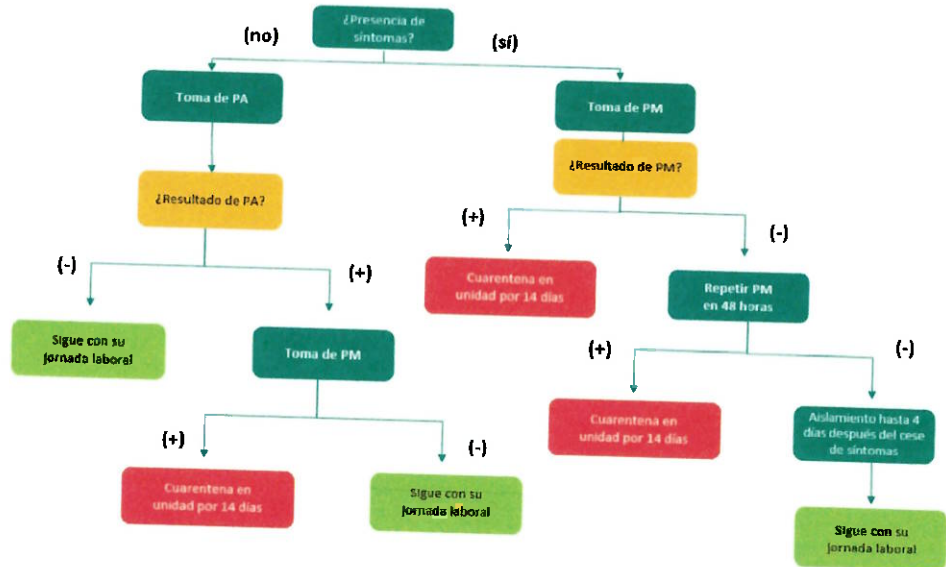 ¿Presencia de
síntomas?
(no)
(sí)
Toma de PA
Toma de PM
¿Resultado de PM?
¿Resultado de PA?
(+)
(-)
Cuarentena en
unidad por 14 días
Repetir PM
en 48 horas
(-)
(+)
Sigue con su
jornada laboral
Toma de PM
(+)
(-)
Cuarentena en
unidad por 14 días
Aislamiento hasta 4
días después del cese
de síntomas
(+)
(-)
Cuarentena en
unidad por 14 días
Sigue con su
jornada laboral
Sigue con su
jornada laboral